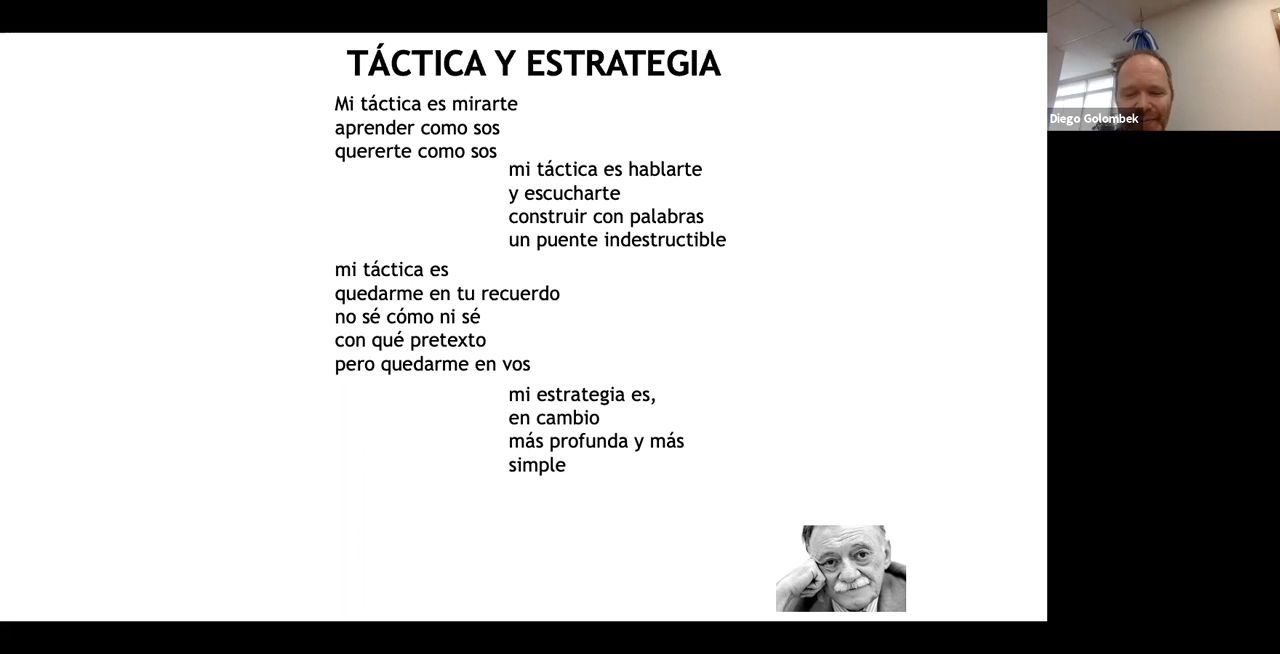 TÁCTICA Y ESTRATEGIA
Mi táctica es mirarte
aprender como sos
quererte como sos
mi táctica es hablarte
y escucharte
construir con palabras
un puente indestructible
mi táctica es
quedarme en tu recuerdo
no sé cómo ni sé
con qué pretexto
pero quedarme en vos
mi estrategia es,
en cambio
más profunda y más
simple
Diego Golombek